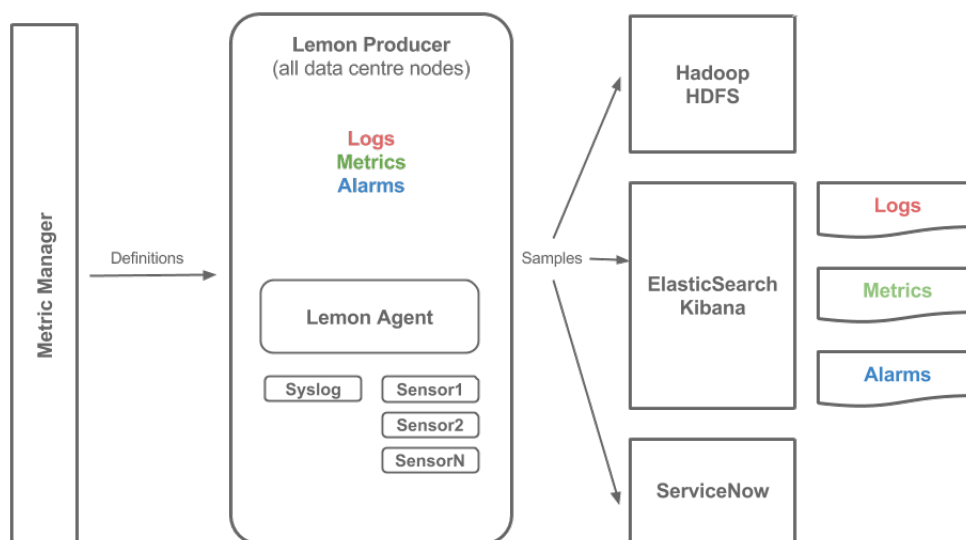 Metric Manager
Definitions
Lemon Producer
(all data centre nodes)
Logs
Metrics
Alarms
Lemon Agent
Syslog
Sensor1
Sensor2
SensorN
Samples
Hadoop
HDFS
ElasticSearch
Kibana
ServiceNow
Logs
Metrics
Alarms